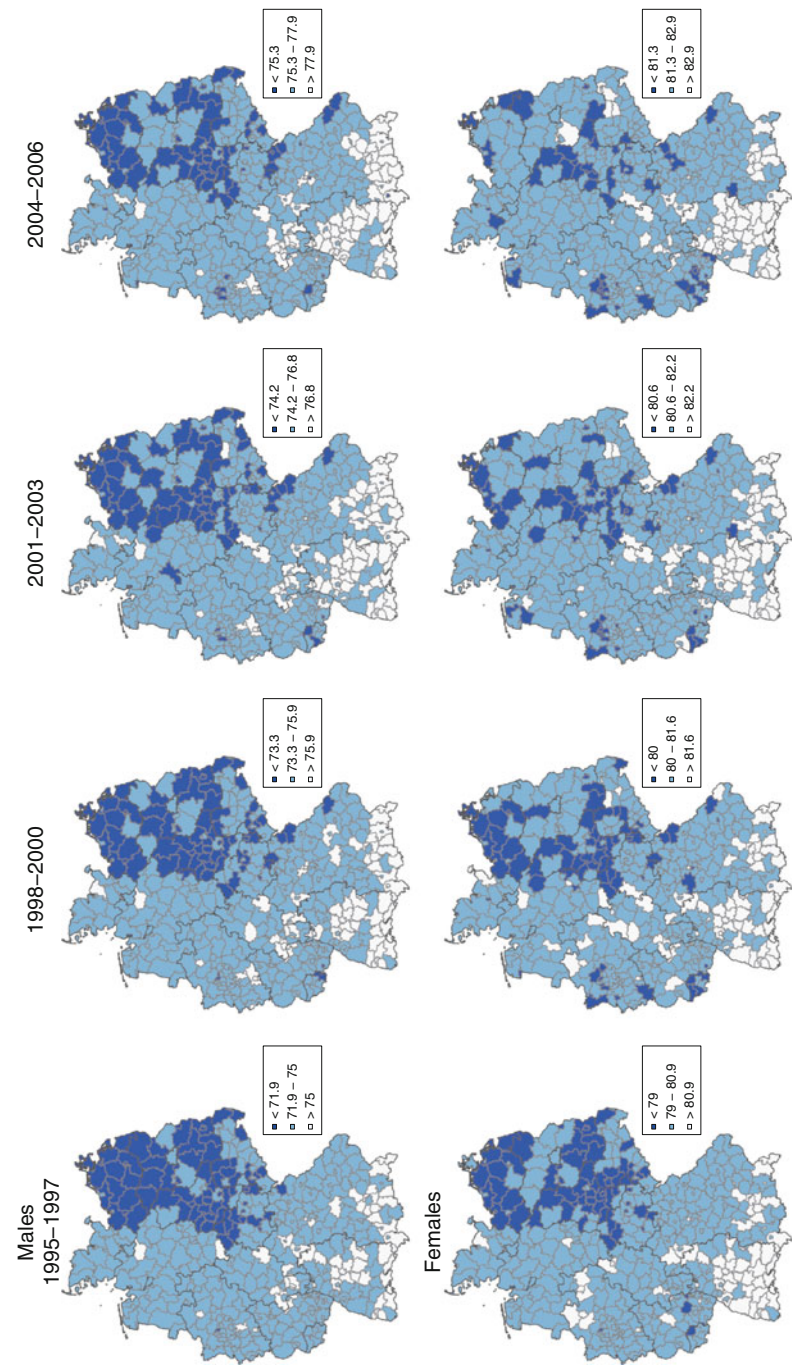 Males
1995–1997
1998–2000
2001–2003
2004–2006
< 71.9
71.9 – 75
> 75
< 73.3
73.3 – 75.9
> 75.9
< 74.2
74.2 – 76.8
> 76.8
< 75.3
75.3 – 77.9
> 77.9
Females
< 79
79 – 80.9
> 80.9
< 80
80 – 81.6
> 81.6
< 80.6
80.6 – 82.2
> 82.2
< 81.3
81.3 – 82.9
> 82.9